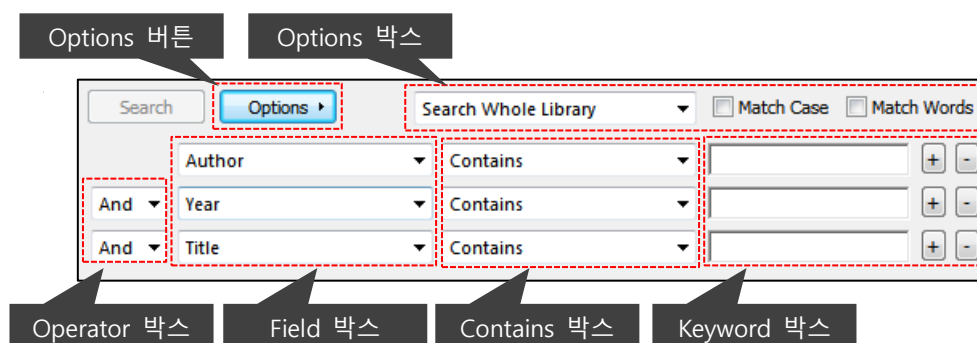 Options 버튼 Options 박스
Search Options Search Whole Library Match Case Match Words
Author Contains + -
And Year Contains + -
And Title Contains + -
Operator 박스 Field 박스 Contains 박스 Keyword 박스